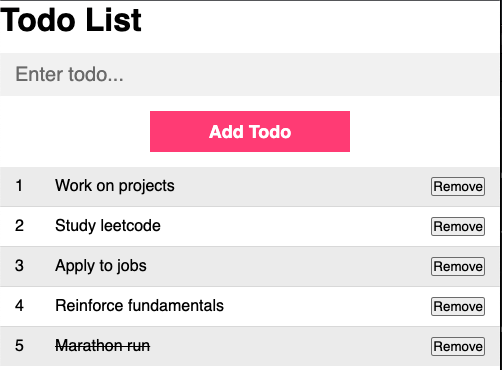 Todo List
Enter todo...
Add Todo
1 Work on projects Remove
2 Study leetcode Remove
3 Apply to jobs Remove
4 Reinforce fundamentals Remove
5 Marathon run Remove